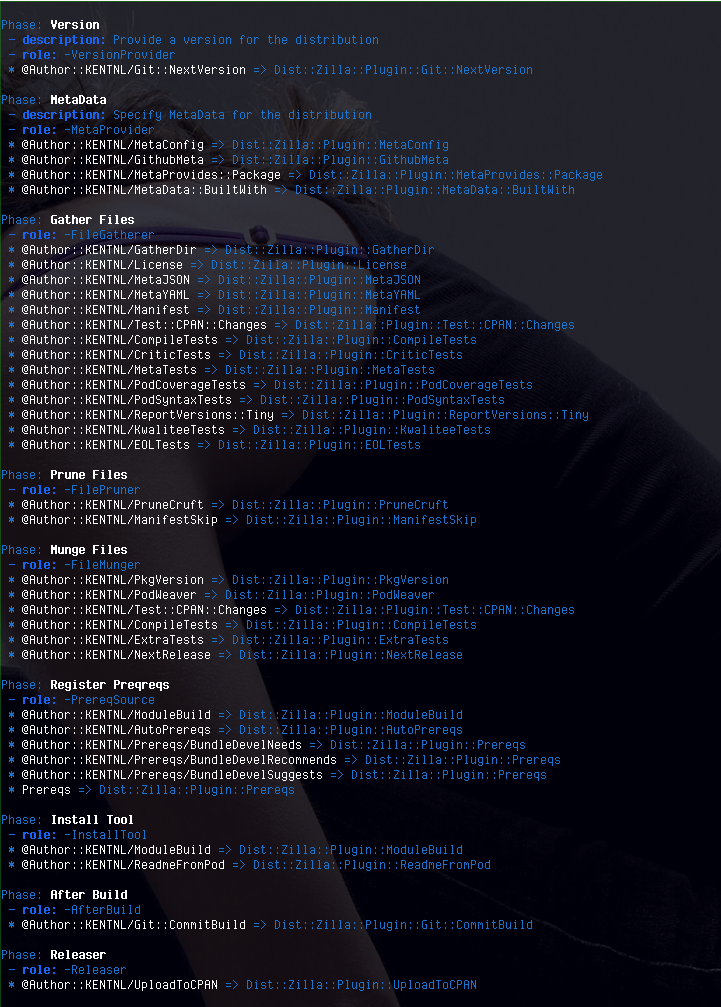 Phase: Version
- description: Provide a version for the distribution
- role: -VersionProvider
* @Author::KENTNL/Git::NextVersion => Dist::Zilla::Plugin::Git::NextVersion
Phase: MetaData
- description: Specify MetaData for the distribution
- role: -MetaProvider
* @Author::KENTNL/MetaConfig => Dist::Zilla::Plugin::MetaConfig
* @Author::KENTNL/GithubMeta => Dist::Zilla::Plugin::GithubMeta
* @Author::KENTNL/MetaProvides::Package => Dist::Zilla::Plugin::MetaProvides::Package
* @Author::KENTNL/MetaData::BuiltWith => Dist::Zilla::Plugin::MetaData::BuiltWith
Phase: Gather Files
- role: -FileGatherer
* @Author::KENTNL/GatherDir => Dist::Zilla::Plugin::GatherDir
* @Author::KENTNL/License => Dist::Zilla::Plugin::License
* @Author::KENTNL/MetaJSON => Dist::Zilla::Plugin::MetaJSON
* @Author::KENTNL/MetaYAML => Dist::Zilla::Plugin::MetaYAML
* @Author::KENTNL/Manifest => Dist::Zilla::Plugin::Manifest
* @Author::KENTNL/Test::CPAN::Changes => Dist::Zilla::Plugin::Test::CPAN::Changes
* @Author::KENTNL/CompileTests => Dist::Zilla::Plugin::CompileTests
* @Author::KENTNL/CriticTests => Dist::Zilla::Plugin::CriticTests
* @Author::KENTNL/MetaTests => Dist::Zilla::Plugin::MetaTests
* @Author::KENTNL/PodCoverageTests => Dist::Zilla::Plugin::PodCoverageTests
* @Author::KENTNL/PodSyntaxTests => Dist::Zilla::Plugin::PodSyntaxTests
* @Author::KENTNL/ReportVersions::Tiny => Dist::Zilla::Plugin::ReportVersions::Tiny
* @Author::KENTNL/KwaliteeTests => Dist::Zilla::Plugin::KwaliteeTests
* @Author::KENTNL/EOLTests => Dist::Zilla::Plugin::EOLTests
Phase: Prune Files
- role: -FilePruner
* @Author::KENTNL/PruneCruft => Dist::Zilla::Plugin::PruneCruft
* @Author::KENTNL/ManifestSkip => Dist::Zilla::Plugin::ManifestSkip
Phase: Munge Files
- role: -FileMunger
* @Author::KENTNL/PkgVersion => Dist::Zilla::Plugin::PkgVersion
* @Author::KENTNL/PodWeaver => Dist::Zilla::Plugin::PodWeaver
* @Author::KENTNL/Test::CPAN::Changes => Dist::Zilla::Plugin::Test::CPAN::Changes
* @Author::KENTNL/CompileTests => Dist::Zilla::Plugin::CompileTests
* @Author::KENTNL/ExtraTests => Dist::Zilla::Plugin::ExtraTests
* @Author::KENTNL/NextRelease => Dist::Zilla::Plugin::NextRelease
Phase: Register Preqreqs
- role: -PrereqSource
* @Author::KENTNL/ModuleBuild => Dist::Zilla::Plugin::ModuleBuild
* @Author::KENTNL/AutoPrereqs => Dist::Zilla::Plugin::AutoPrereqs
* @Author::KENTNL/Prereqs/BundleDevelNeeds => Dist::Zilla::Plugin::Prereqs
* @Author::KENTNL/Prereqs/BundleDevelRecommends => Dist::Zilla::Plugin::Prereqs
* @Author::KENTNL/Prereqs/BundleDevelSuggests => Dist::Zilla::Plugin::Prereqs
* Prereqs => Dist::Zilla::Plugin::Prereqs
Phase: Install Tool
- role: -InstallTool
* @Author::KENTNL/ModuleBuild => Dist::Zilla::Plugin::ModuleBuild
* @Author::KENTNL/ReadmeFromPod => Dist::Zilla::Plugin::ReadmeFromPod
Phase: After Build
- role: -AfterBuild
* @Author::KENTNL/Git::CommitBuild => Dist::Zilla::Plugin::Git::CommitBuild
Phase: Releaser
- role: -Releaser
* @Author::KENTNL/UploadToCPAN => Dist::Zilla::Plugin::UploadToCPAN